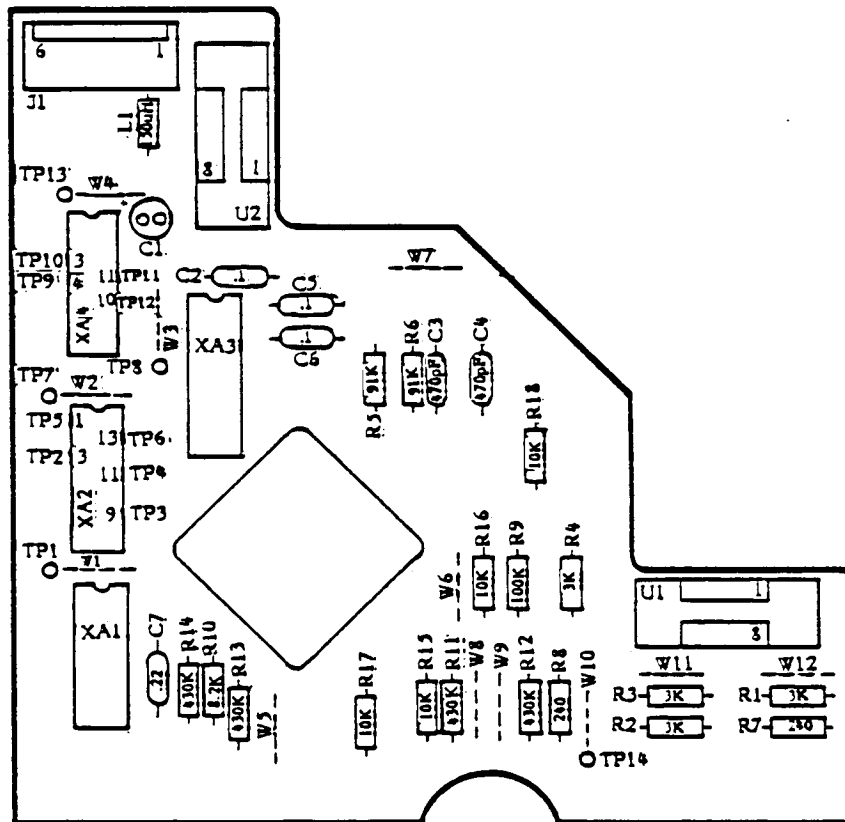 6 1
J1
L1
130uH
8 1
U2
TP13
W4
C1
TP10 3
TP9
11 TP11
10 TP12
XA4
W3
C2 .1
C5
.1
.1
C6
W7
XA3
TP8
TP7
W2
TP5 1
13 TP6
TP2 3
11 TP4
9 TP3
XA2
R5 91K
R6 91K
C3 470pF
C4 470pF
R18 10K
TP1
W1
XA1
R16 10K
R9 100K
R4 3K
W6
U1 1
8
C7 .22
R14 430K
R10 8.2K
R13 430K
W5
R17 10K
R15 10K
R11 430K
W8
W9
R12 430K
R8 240
W10
TP14
W11 W12
R3 3K
R1 3K
R2 3K
R7 240